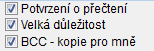 Potvrzení o přečtení
Velká důležitost
BCC - kopie pro mně